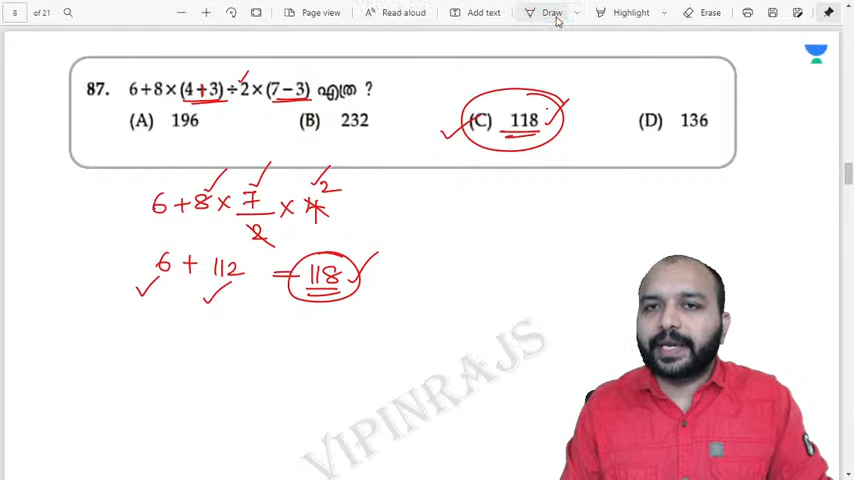 8 of 21 Page view Read aloud Add text Draw Highlight Erase
87. 6+8×(4+3)÷2×(7−3) എത്ര ?
(A) 196 (B) 232 (C) 118 (D) 136
6+8× 7/2 × 4 2
6 + 112 = 118
VIPINRAJS